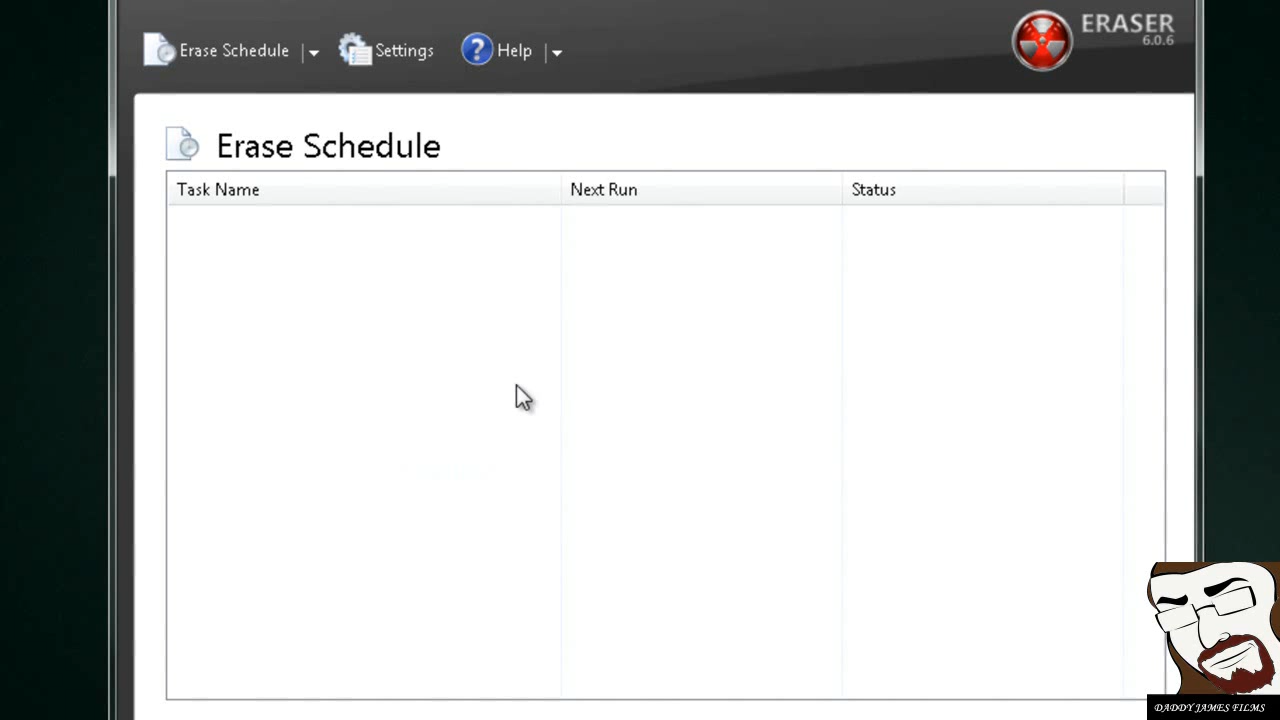 Erase Schedule
Settings
Help
ERASER
6.0.6
Erase Schedule
Task Name
Next Run
Status
DADDY JAMES FILMS